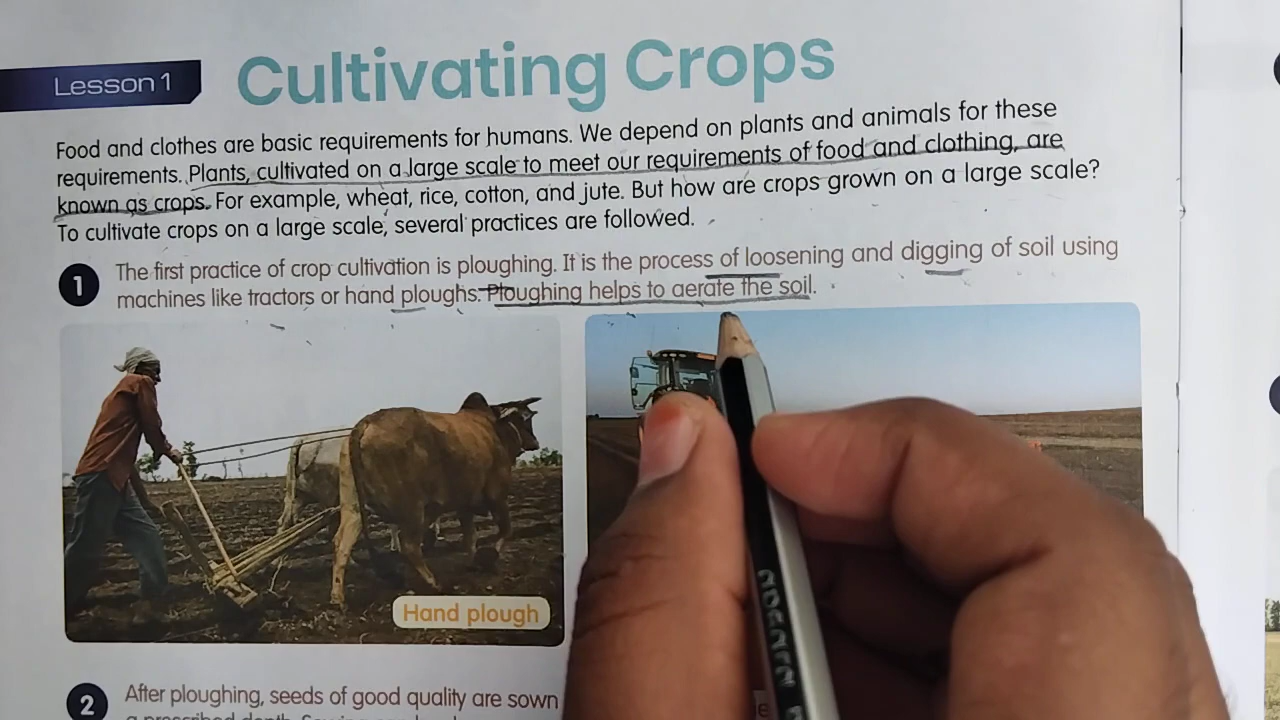 Lesson 1
Cultivating Crops
Food and clothes are basic requirements for humans. We depend on plants and animals for these
requirements. Plants, cultivated on a large scale to meet our requirements of food and clothing, are
known as crops. For example, wheat, rice, cotton, and jute. But how are crops grown on a large scale?
To cultivate crops on a large scale, several practices are followed.
1 The first practice of crop cultivation is ploughing. It is the process of loosening and digging of soil using
machines like tractors or hand ploughs. Ploughing helps to aerate the soil.
Hand plough
2 After ploughing, seeds of good quality are sown